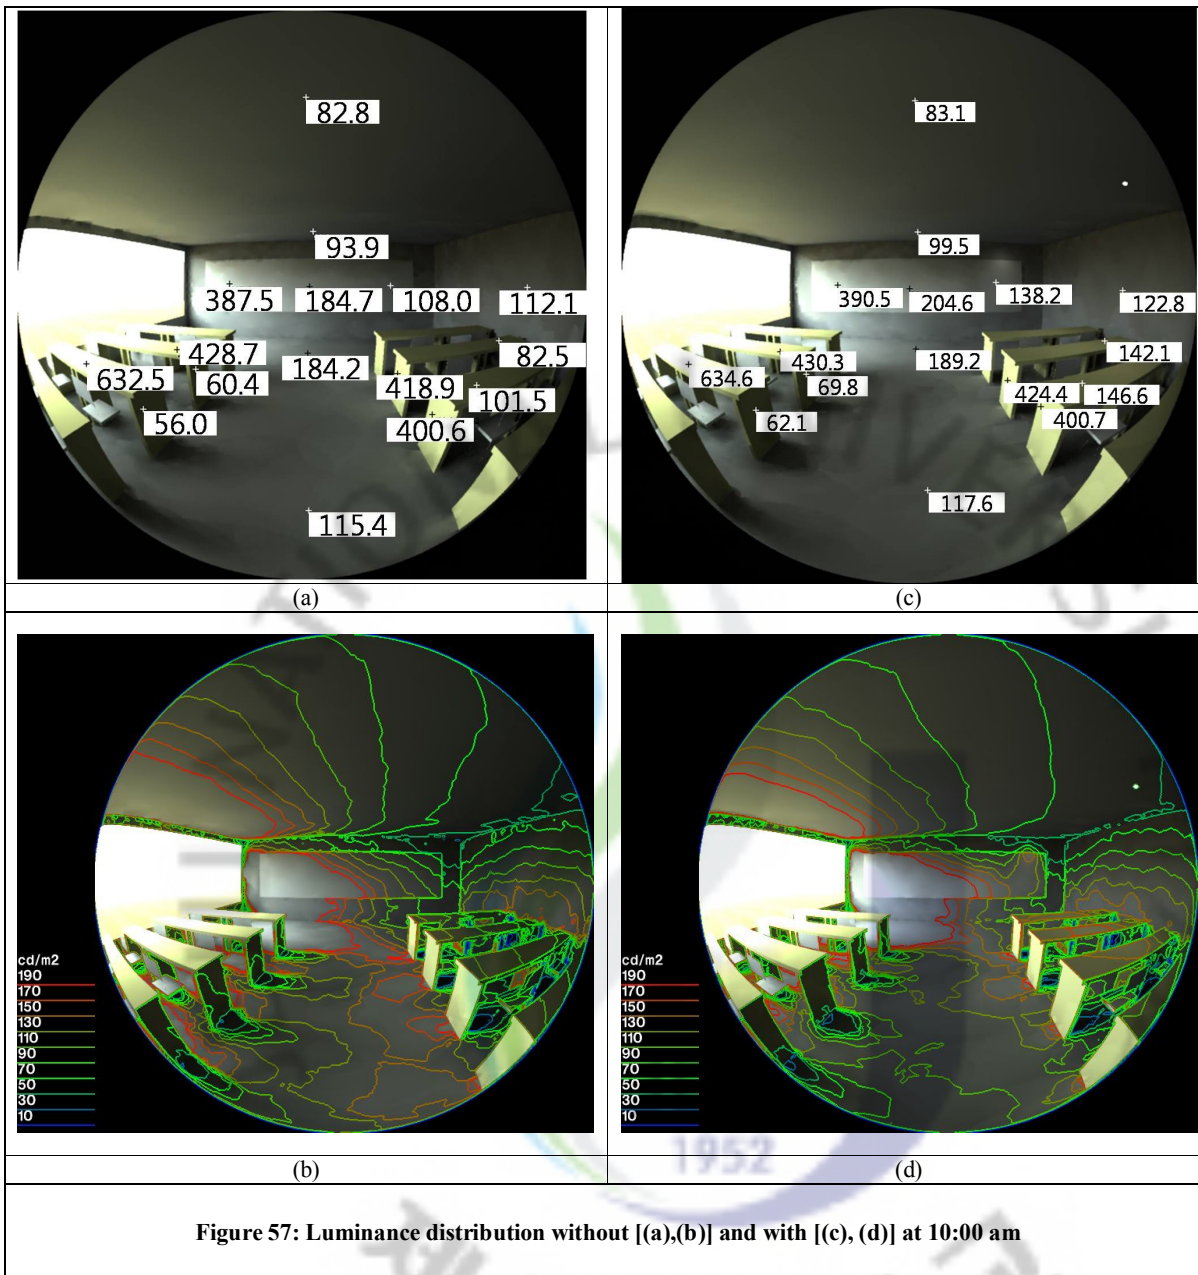 82.8
93.9
387.5 184.7 108.0 112.1
428.7 184.2 82.5
632.5 60.4 418.9 101.5
56.0 400.6
115.4
(a)
83.1
99.5
390.5 204.6 138.2 122.8
430.3 189.2 142.1
634.6 69.8 424.4 146.6
62.1 400.7
117.6
(c)
cd/m2
190
170
150
130
110
90
70
50
30
10
(b)
cd/m2
190
170
150
130
110
90
70
50
30
10
(d)
1952
Figure 57: Luminance distribution without [(a),(b)] and with [(c), (d)] at 10:00 am